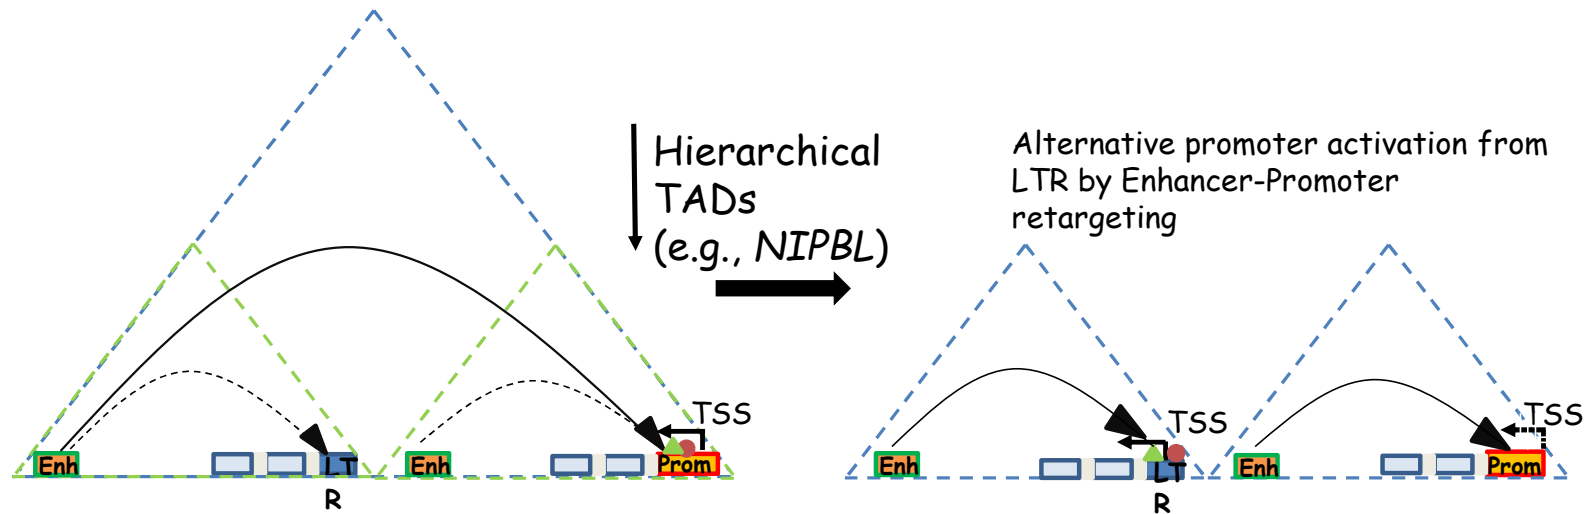 Hierarchical
TADs
(e.g., NIPBL)
Alternative promoter activation from
LTR by Enhancer-Promoter
retargeting
TSS
Enh
LT
R
Enh
Prom
TSS
Enh
LT
R
Enh
TSS
Prom